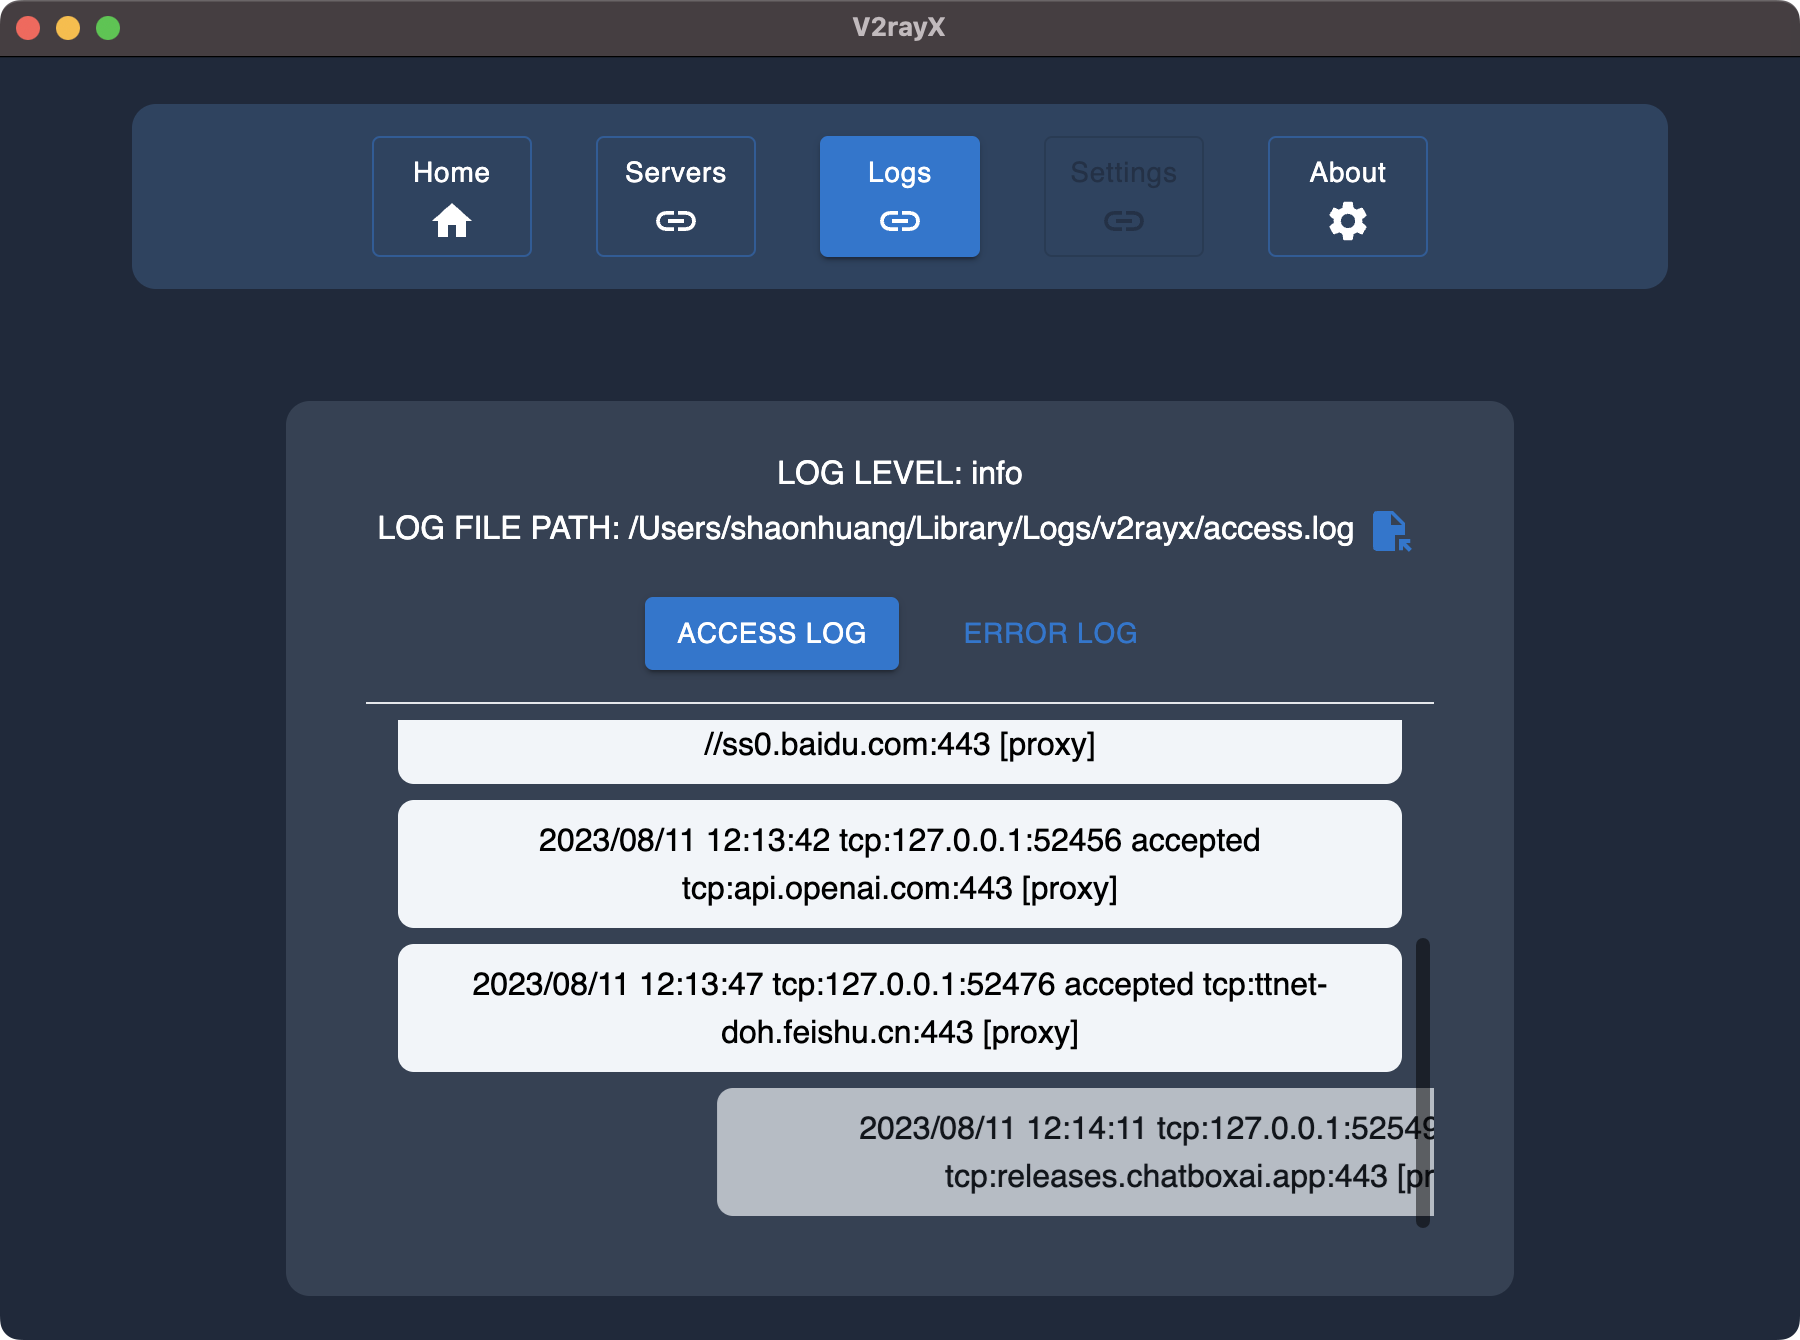 V2rayX
Home
Servers
Logs
Settings
About
LOG LEVEL: info
LOG FILE PATH: /Users/shaonhuang/Library/Logs/v2rayx/access.log
ACCESS LOG
ERROR LOG
//ss0.baidu.com:443 [proxy]
2023/08/11 12:13:42 tcp:127.0.0.1:52456 accepted
tcp:api.openai.com:443 [proxy]
2023/08/11 12:13:47 tcp:127.0.0.1:52476 accepted tcp:ttnet-
doh.feishu.cn:443 [proxy]
2023/08/11 12:14:11 tcp:127.0.0.1:52549
tcp:releases.chatboxai.app:443 [pr